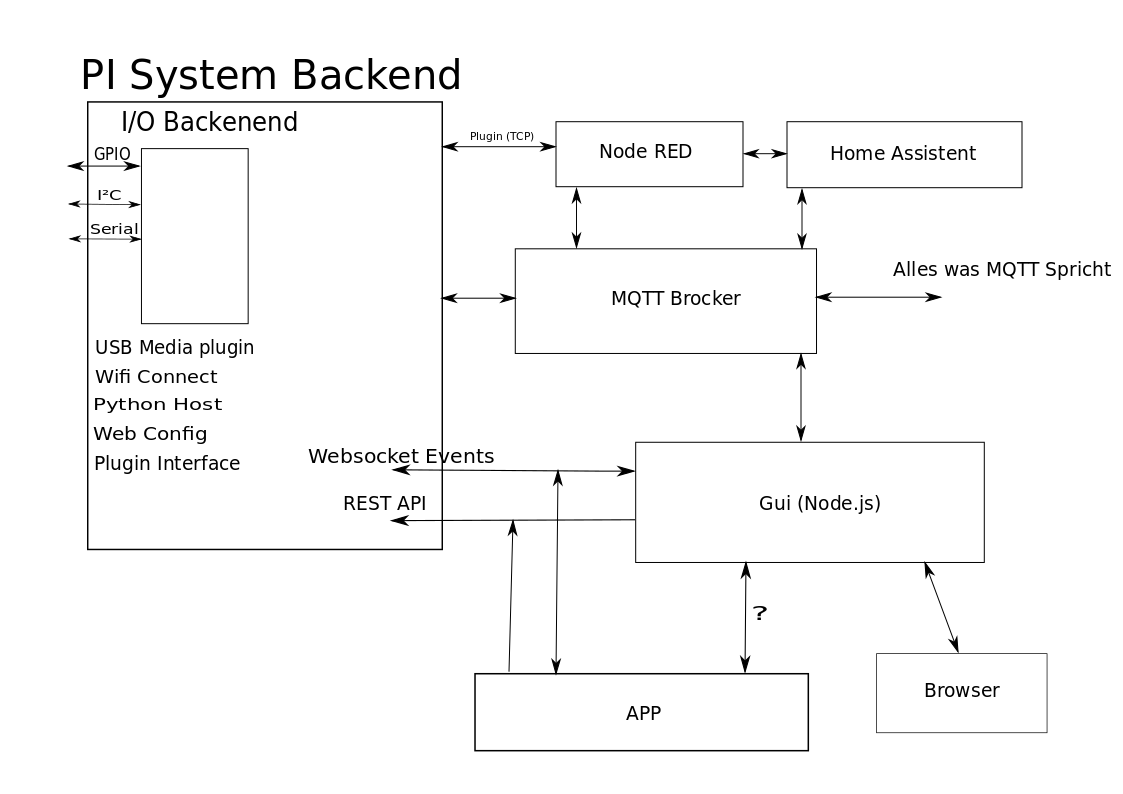 PI System Backend
I/O Backenend
GPIO
I²C
Serial
USB Media plugin
Wifi Connect
Python Host
Web Config
Plugin Interface
Plugin (TCP)
Node RED
Home Assistent
MQTT Brocker
Alles was MQTT Spricht
Websocket Events
REST API
Gui (Node.js)
?
APP
Browser